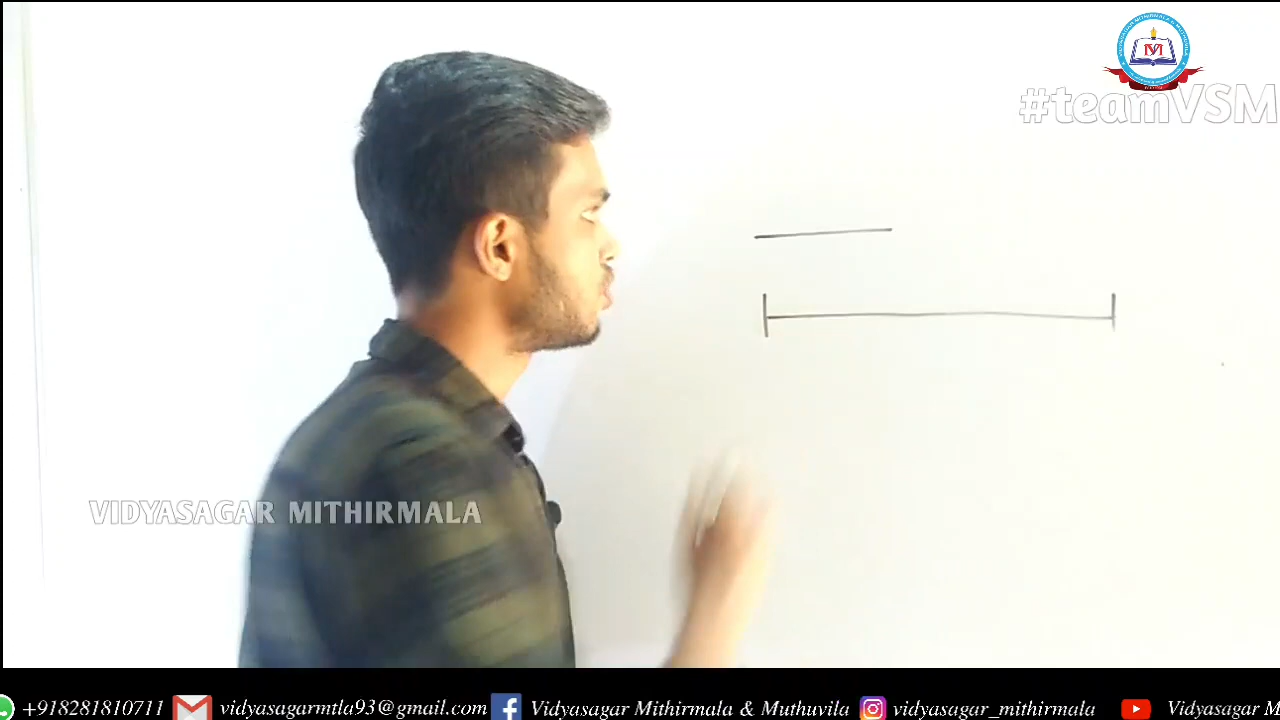 #teamVSM
VIDYASAGAR MITHIRMALA
+918281810711 vidyasagarmtla93@gmail.com Vidyasagar Mithirmala & Muthuvila vidyasagar_mithirmala Vidyasagar M